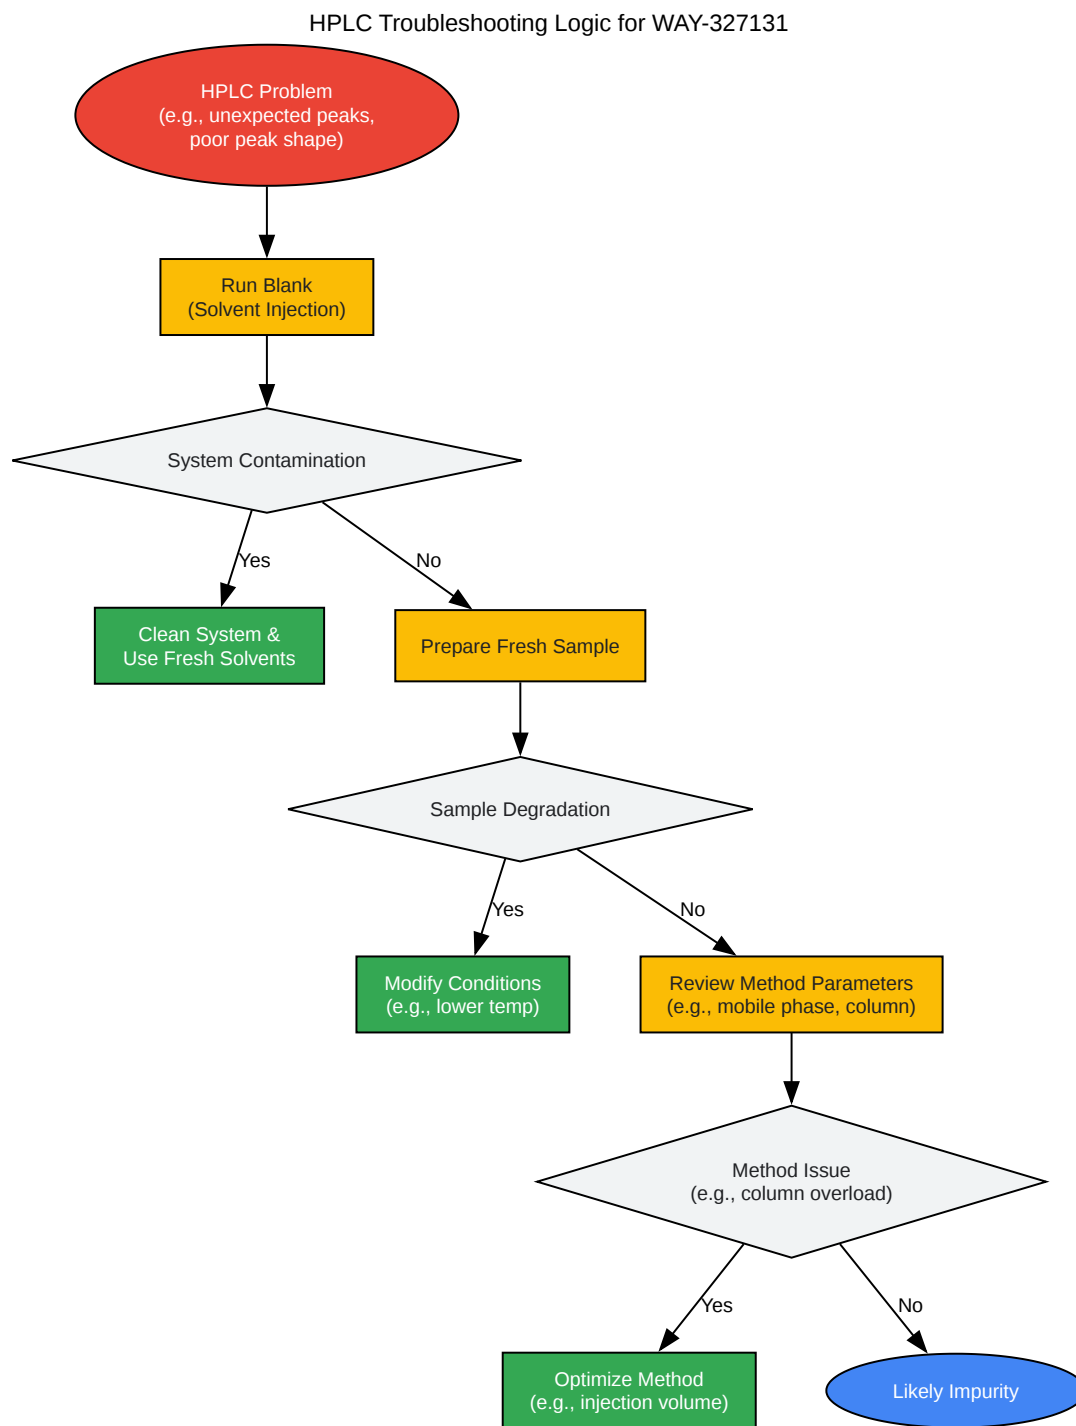 HPLC Troubleshooting Logic for WAY-327131
HPLC Problem
(e.g., unexpected peaks,
poor peak shape)
Run Blank
(Solvent Injection)
System Contamination
Yes
No
Clean System &
Use Fresh Solvents
Prepare Fresh Sample
Sample Degradation
Yes
No
Modify Conditions
(e.g., lower temp)
Review Method Parameters
(e.g., mobile phase, column)
Method Issue
(e.g., column overload)
Yes
No
Optimize Method
(e.g., injection volume)
Likely Impurity